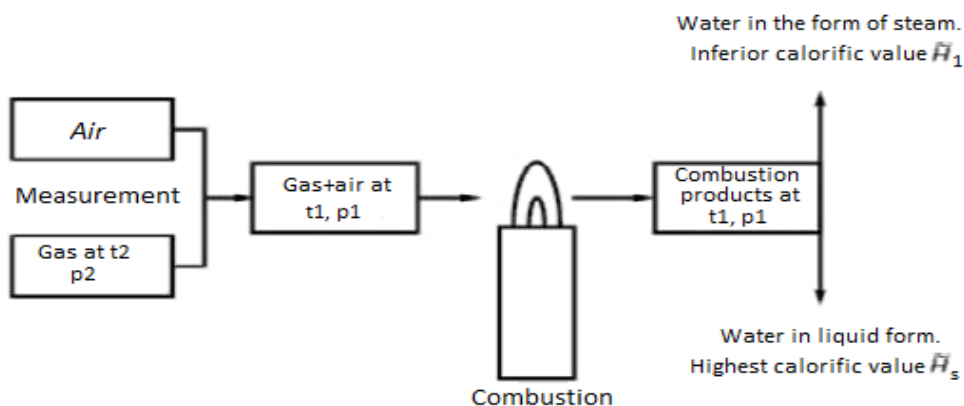 Water in the form of steam.
Inferior calorific value H̃₁
Air
Measurement
Gas at t2
p2
Gas+air at
t1, p1
Combustion
products at
t1, p1
Water in liquid form.
Highest calorific value H̃ₛ
Combustion